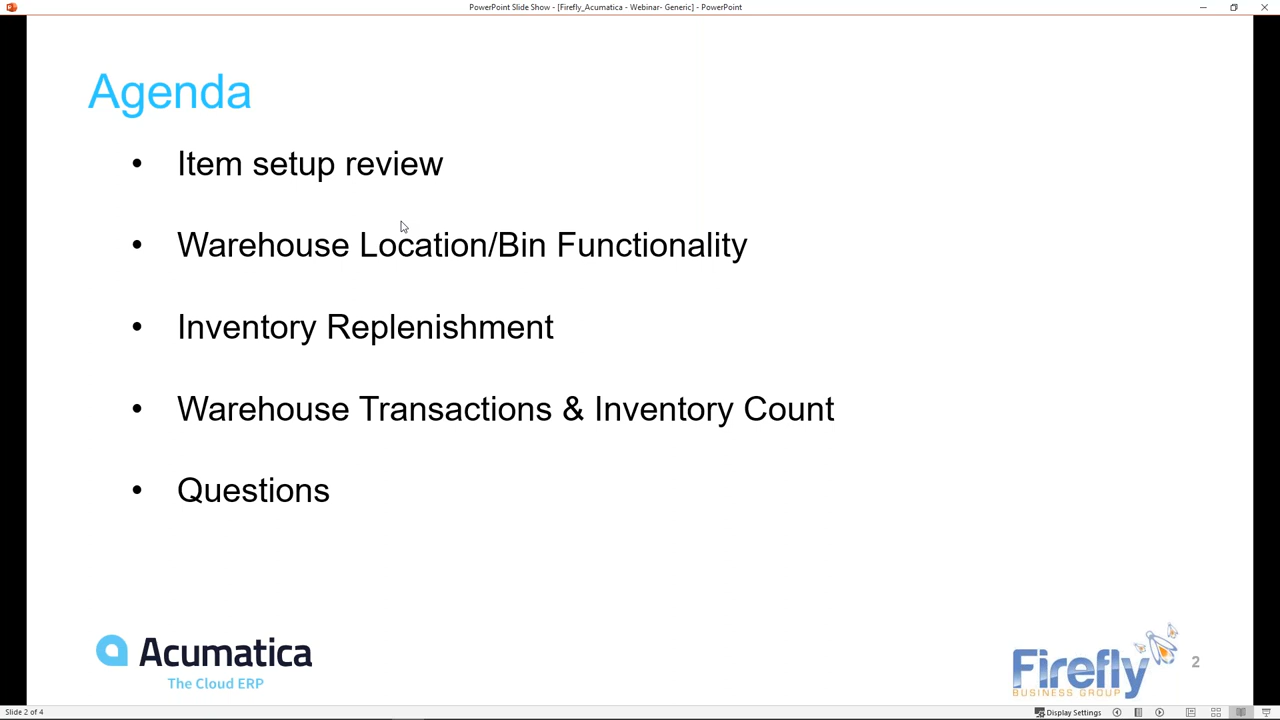 PowerPoint Slide Show - [Firefly_Acumatica - Webinar- Generic] - PowerPoint
Agenda
• Item setup review
• Warehouse Location/Bin Functionality
• Inventory Replenishment
• Warehouse Transactions & Inventory Count
• Questions
Acumatica
The Cloud ERP
Firefly
BUSINESS GROUP
2
Slide 2 of 4
Display Settings